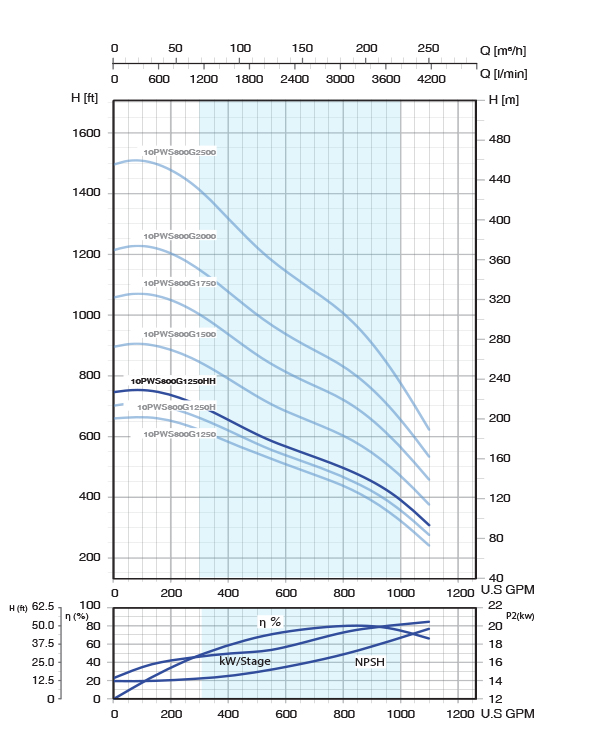 0 50 100 150 200 250 Q [m³/h]
0 600 1200 1800 2400 3000 3600 4200 Q [l/min]
H [ft] H [m]
1600
480
10PWS800G2500
440
1400
400
10PWS800G2000
1200
360
10PWS800G1750
320
1000
10PWS800G1500
280
800
240
10PWS800G1250HH
10PWS800G1250H
200
600
10PWS800G1250
160
400
120
80
200
40
0 200 400 600 800 1000 1200 U.S GPM
H (ft) 62.5 η (%) 100 22 P2(kw)
50.0 80 η % 20
37.5 60 18
25.0 40 kW/Stage NPSH 16
12.5 20 14
0 0 12
0 200 400 600 800 1000 1200 U.S GPM